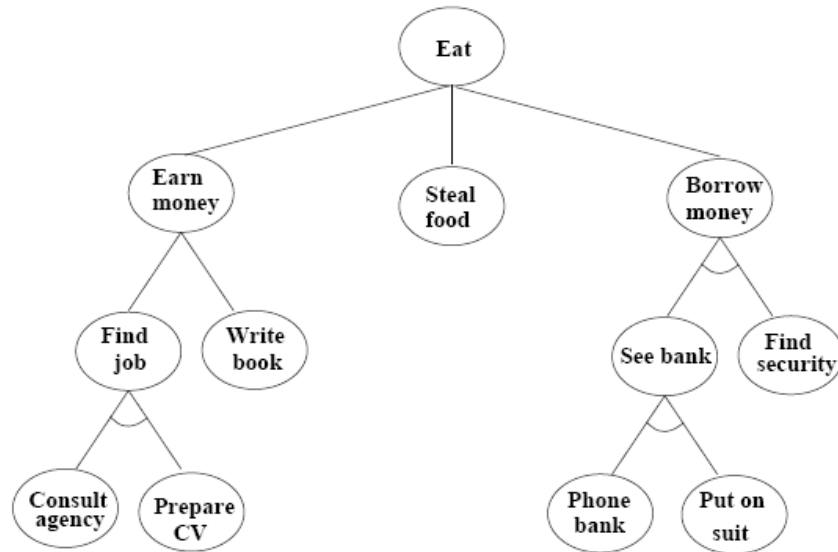 Eat
Earn
money
Steal
food
Borrow
money
Find
job
Write
book
See bank
Find
security
Consult
agency
Prepare
CV
Phone
bank
Put on
suit